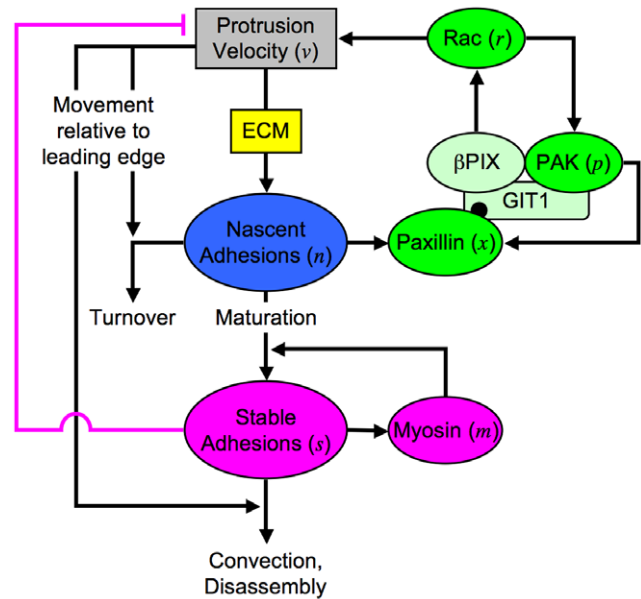 Protrusion
Velocity (v)
Rac (r)
Movement
relative to
leading edge
ECM
βPIX
PAK (p)
GIT1
Nascent
Adhesions (n)
Paxillin (x)
Turnover
Maturation
Stable
Adhesions (s)
Myosin (m)
Convection,
Disassembly